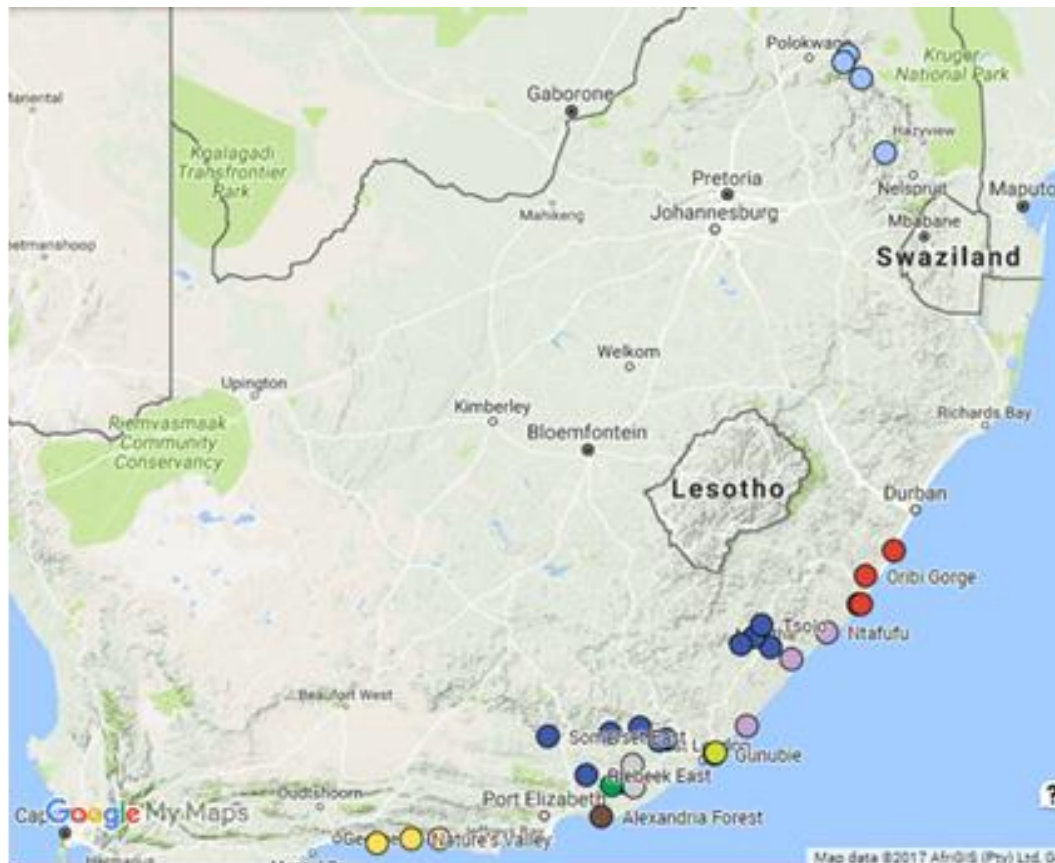 Polokwane
Kruger
National Park
Gaborone
Kgalagadi
Transfrontier
Park
Hazyview
Pretoria
Nelspruit
Maputo
Mahikeng
Johannesburg
Mbabane
Swaziland
Welkom
Upington
Kimberley
Richards Bay
Riemvasmaak
Community
Conservancy
Bloemfontein
Lesotho
Durban
Oribi Gorge
Tsolo
Ntafufu
Beaufort West
Somerset East
Gunubie
Riebeek East
Oudtshoorn
Port Elizabeth
Google My Maps
Alexandria Forest
Nature's Valley
Map data ©2017 AfriGIS (Pty) Ltd, G
?